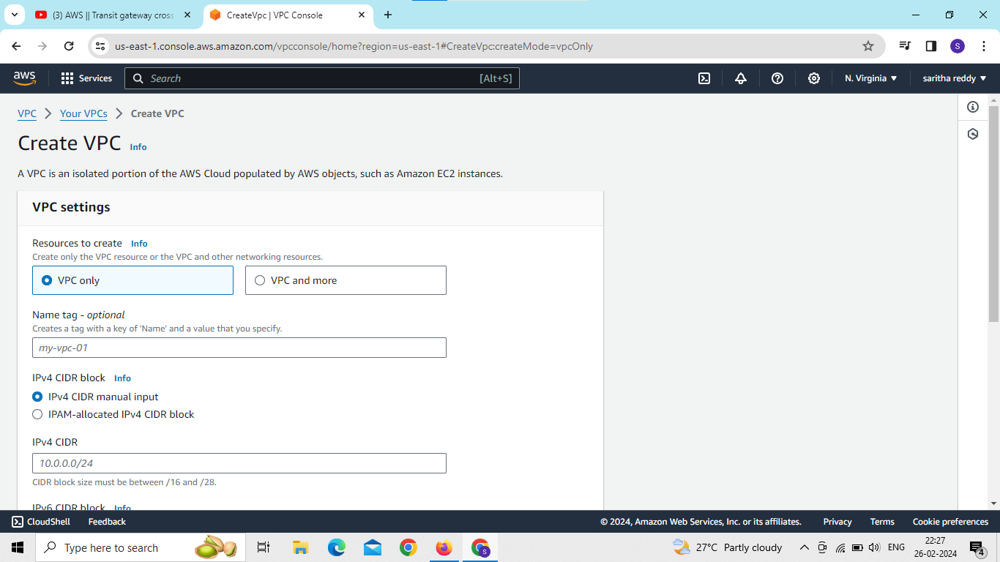 (3) AWS || Transit gateway cross
CreateVpc | VPC Console
us-east-1.console.aws.amazon.com/vpcconsole/home?region=us-east-1#CreateVpc:createMode=vpcOnly
S
aws
Services
Search
[Alt+S]
N. Virginia
saritha reddy
VPC
Your VPCs
Create VPC
Create VPC Info
A VPC is an isolated portion of the AWS Cloud populated by AWS objects, such as Amazon EC2 instances.
VPC settings
Resources to create Info
Create only the VPC resource or the VPC and other networking resources.
VPC only
VPC and more
Name tag - optional
Creates a tag with a key of 'Name' and a value that you specify.
my-vpc-01
IPv4 CIDR block Info
IPv4 CIDR manual input
IPAM-allocated IPv4 CIDR block
IPv4 CIDR
10.0.0.0/24
CIDR block size must be between /16 and /28.
IPv6 CIDR block Info
CloudShell
Feedback
© 2024, Amazon Web Services, Inc. or its affiliates.
Privacy
Terms
Cookie preferences
Type here to search
S
27°C Partly cloudy
ENG
22:27
26-02-2024
4